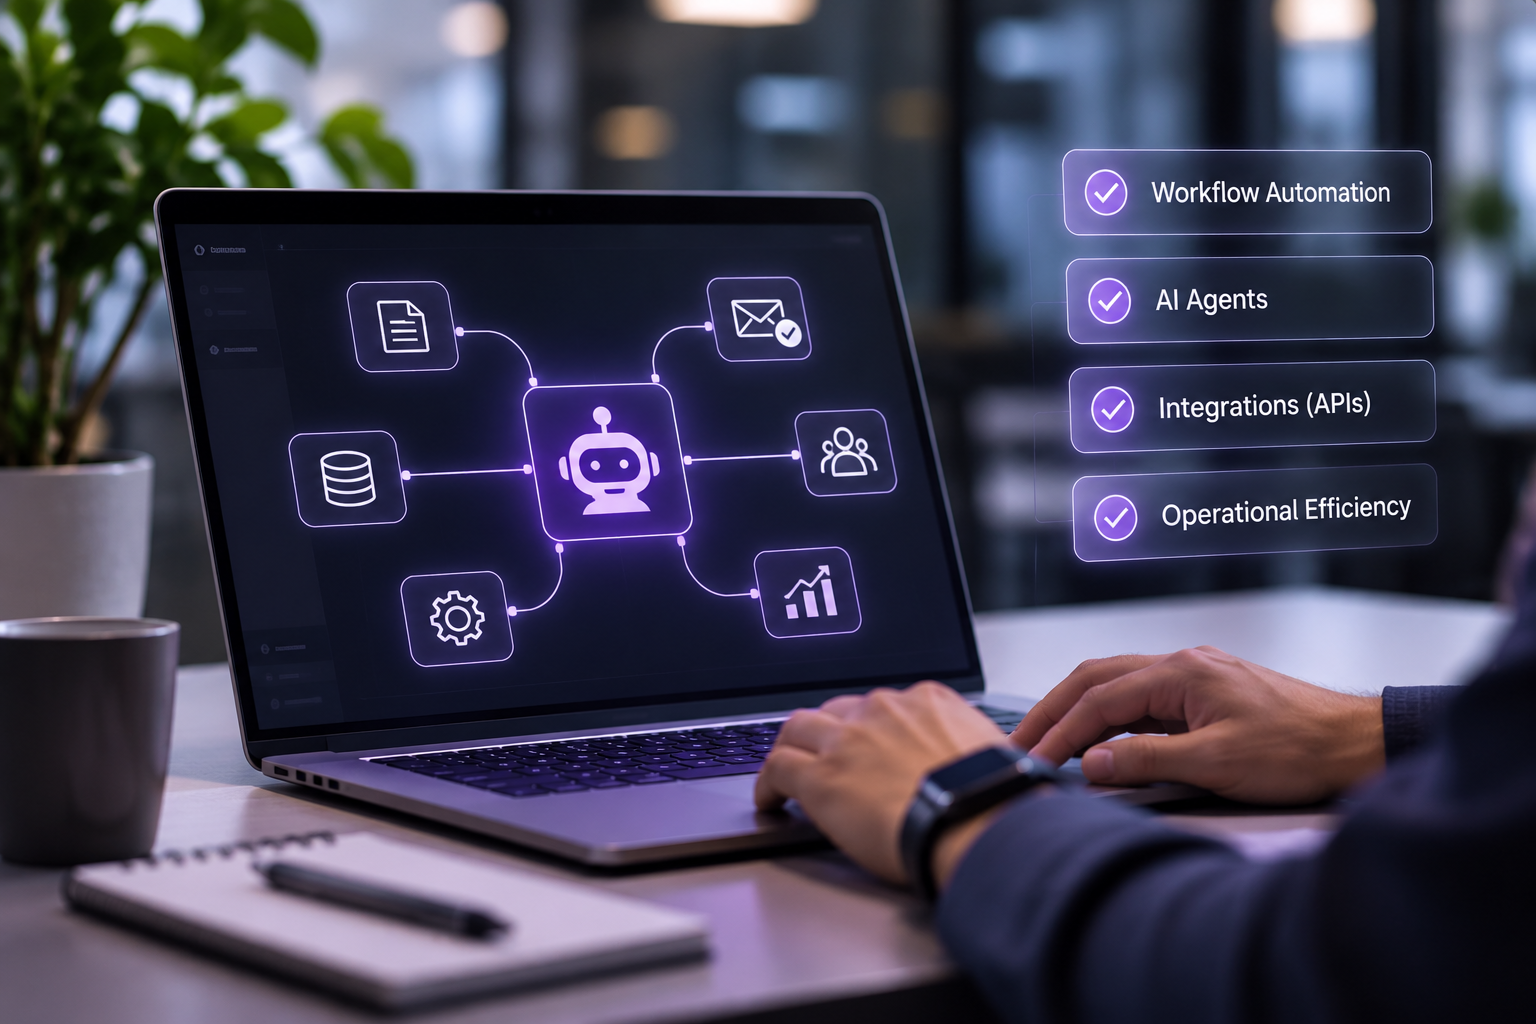 Workflow Automation
AI Agents
Integrations (APIs)
Operational Efficiency